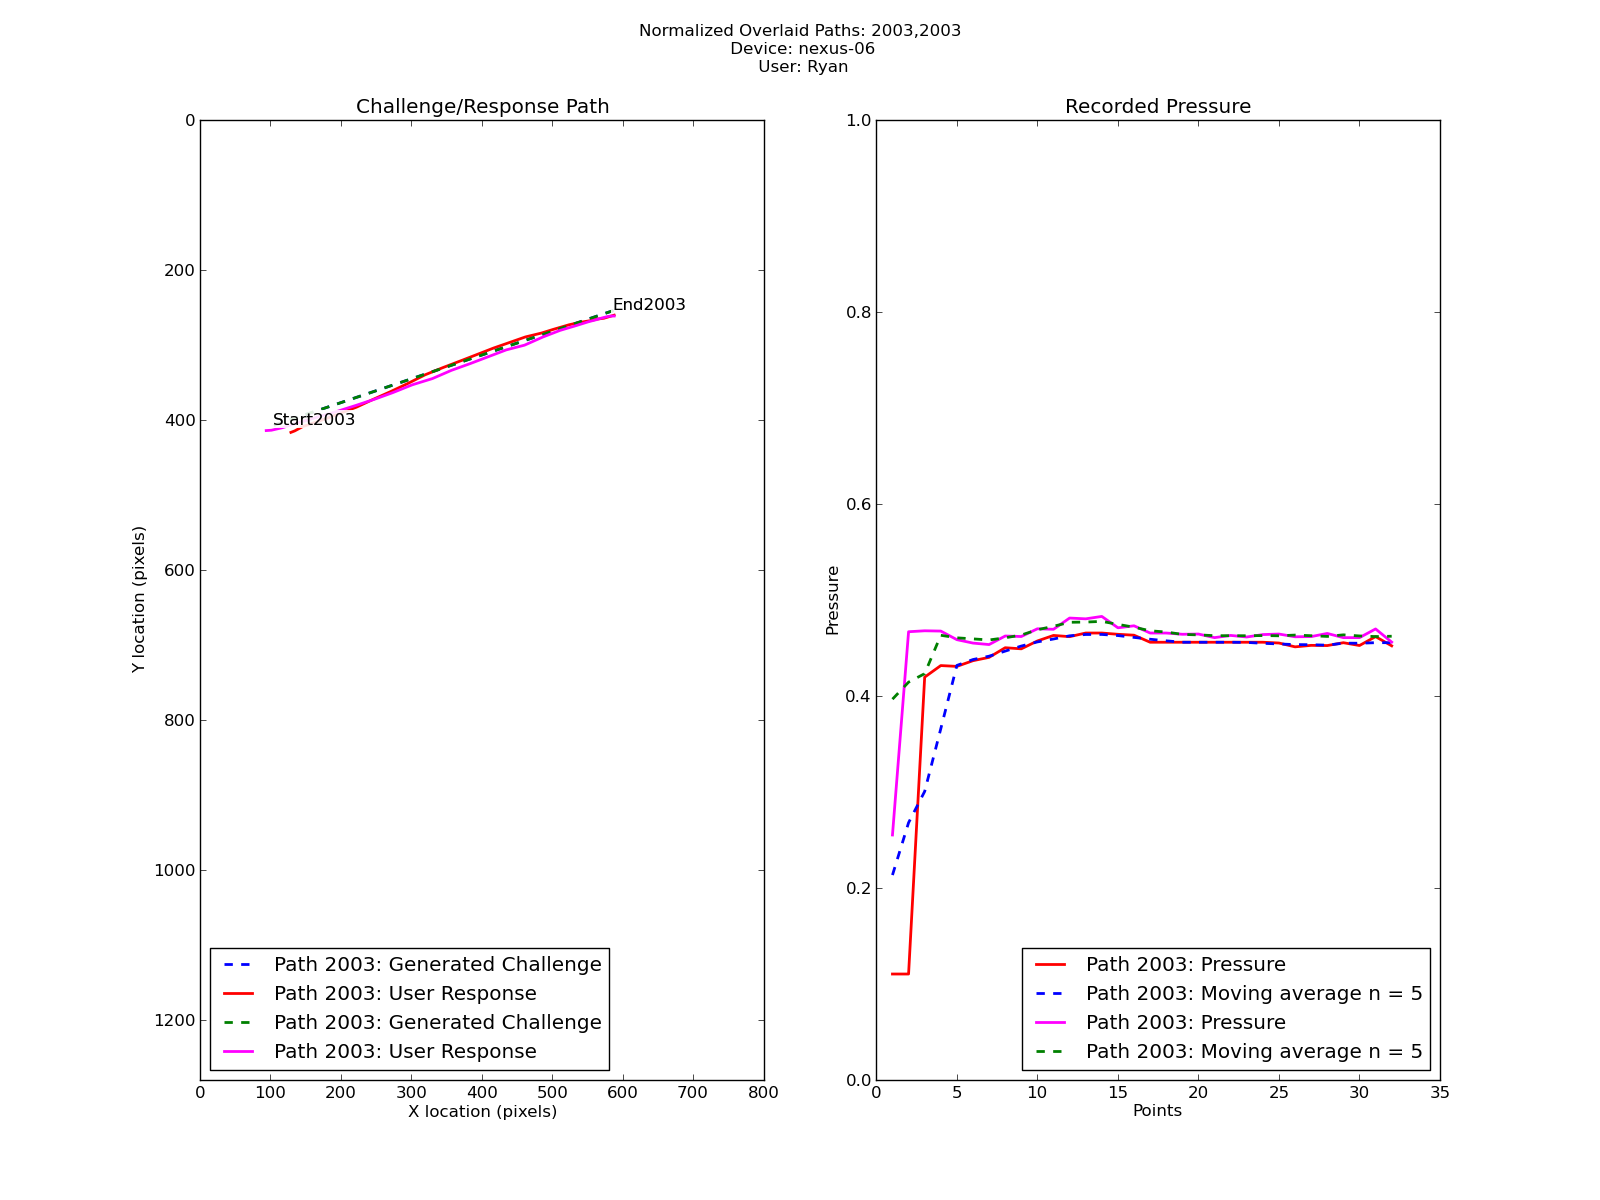 Normalized Overlaid Paths: 2003,2003
Device: nexus-06
User: Ryan
Challenge/Response Path
0
200
400
600
800
1000
1200
Y location (pixels)
End2003
Start2003
Path 2003: Generated Challenge
Path 2003: User Response
Path 2003: Generated Challenge
Path 2003: User Response
0 100 200 300 400 500 600 700 800
X location (pixels)
Recorded Pressure
1.0
0.8
0.6
0.4
0.2
0.0
Pressure
Path 2003: Pressure
Path 2003: Moving average n = 5
Path 2003: Pressure
Path 2003: Moving average n = 5
0 5 10 15 20 25 30 35
Points